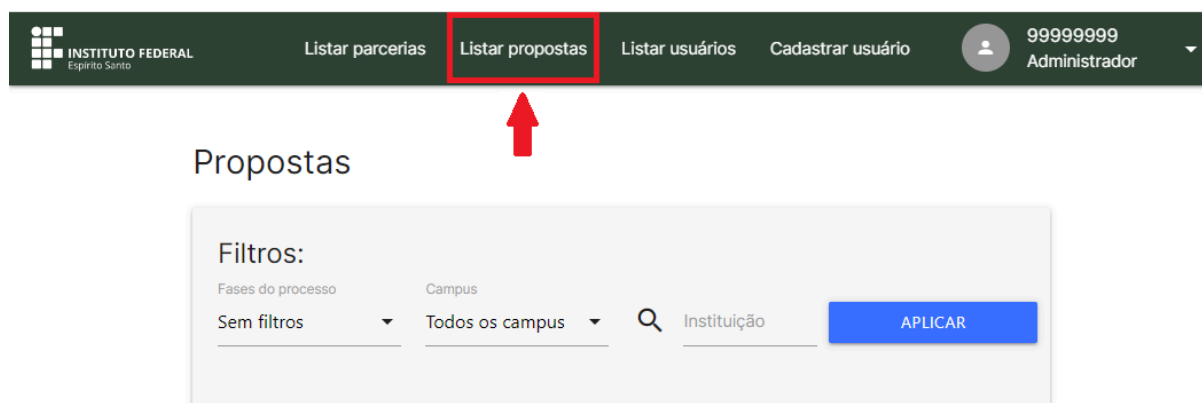 INSTITUTO FEDERAL
Espírito Santo
Listar parcerias
Listar propostas
Listar usuários
Cadastrar usuário
99999999
Administrador
Propostas
Filtros:
Fases do processo
Campus
Sem filtros
Todos os campus
Instituição
APLICAR